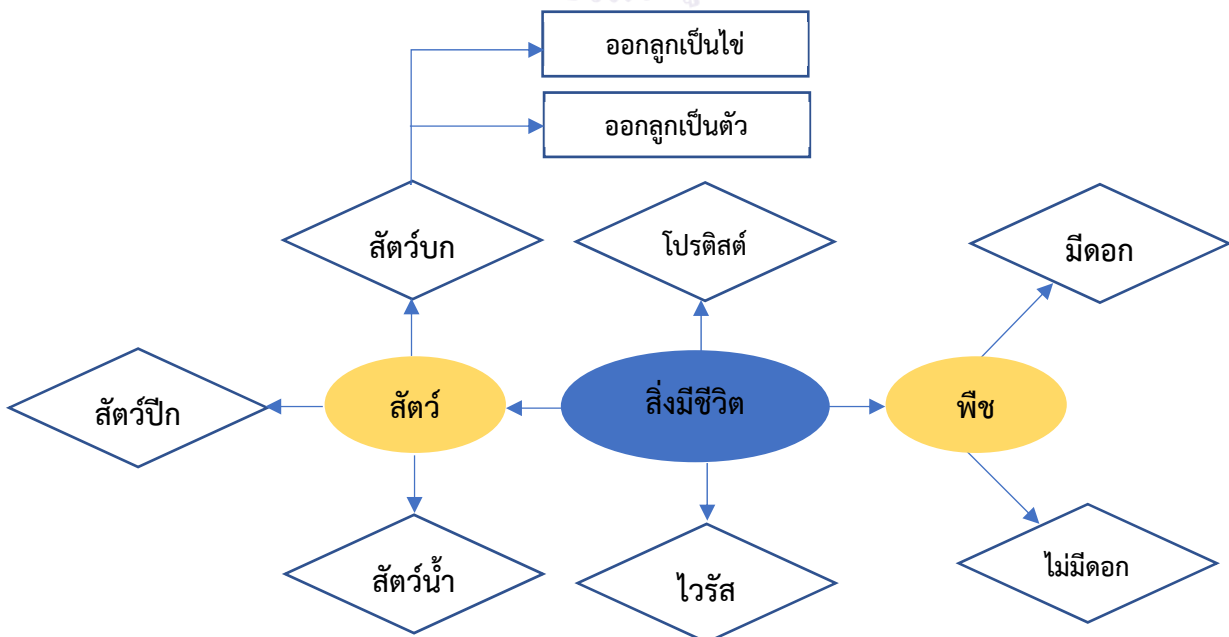 ออกลูกเป็นไข่
ออกลูกเป็นตัว
สัตว์บก
โปรติสต์
มีดอก
สัตว์ปีก
สัตว์
สิ่งมีชีวิต
พืช
สัตว์น้ำ
ไวรัส
ไม่มีดอก